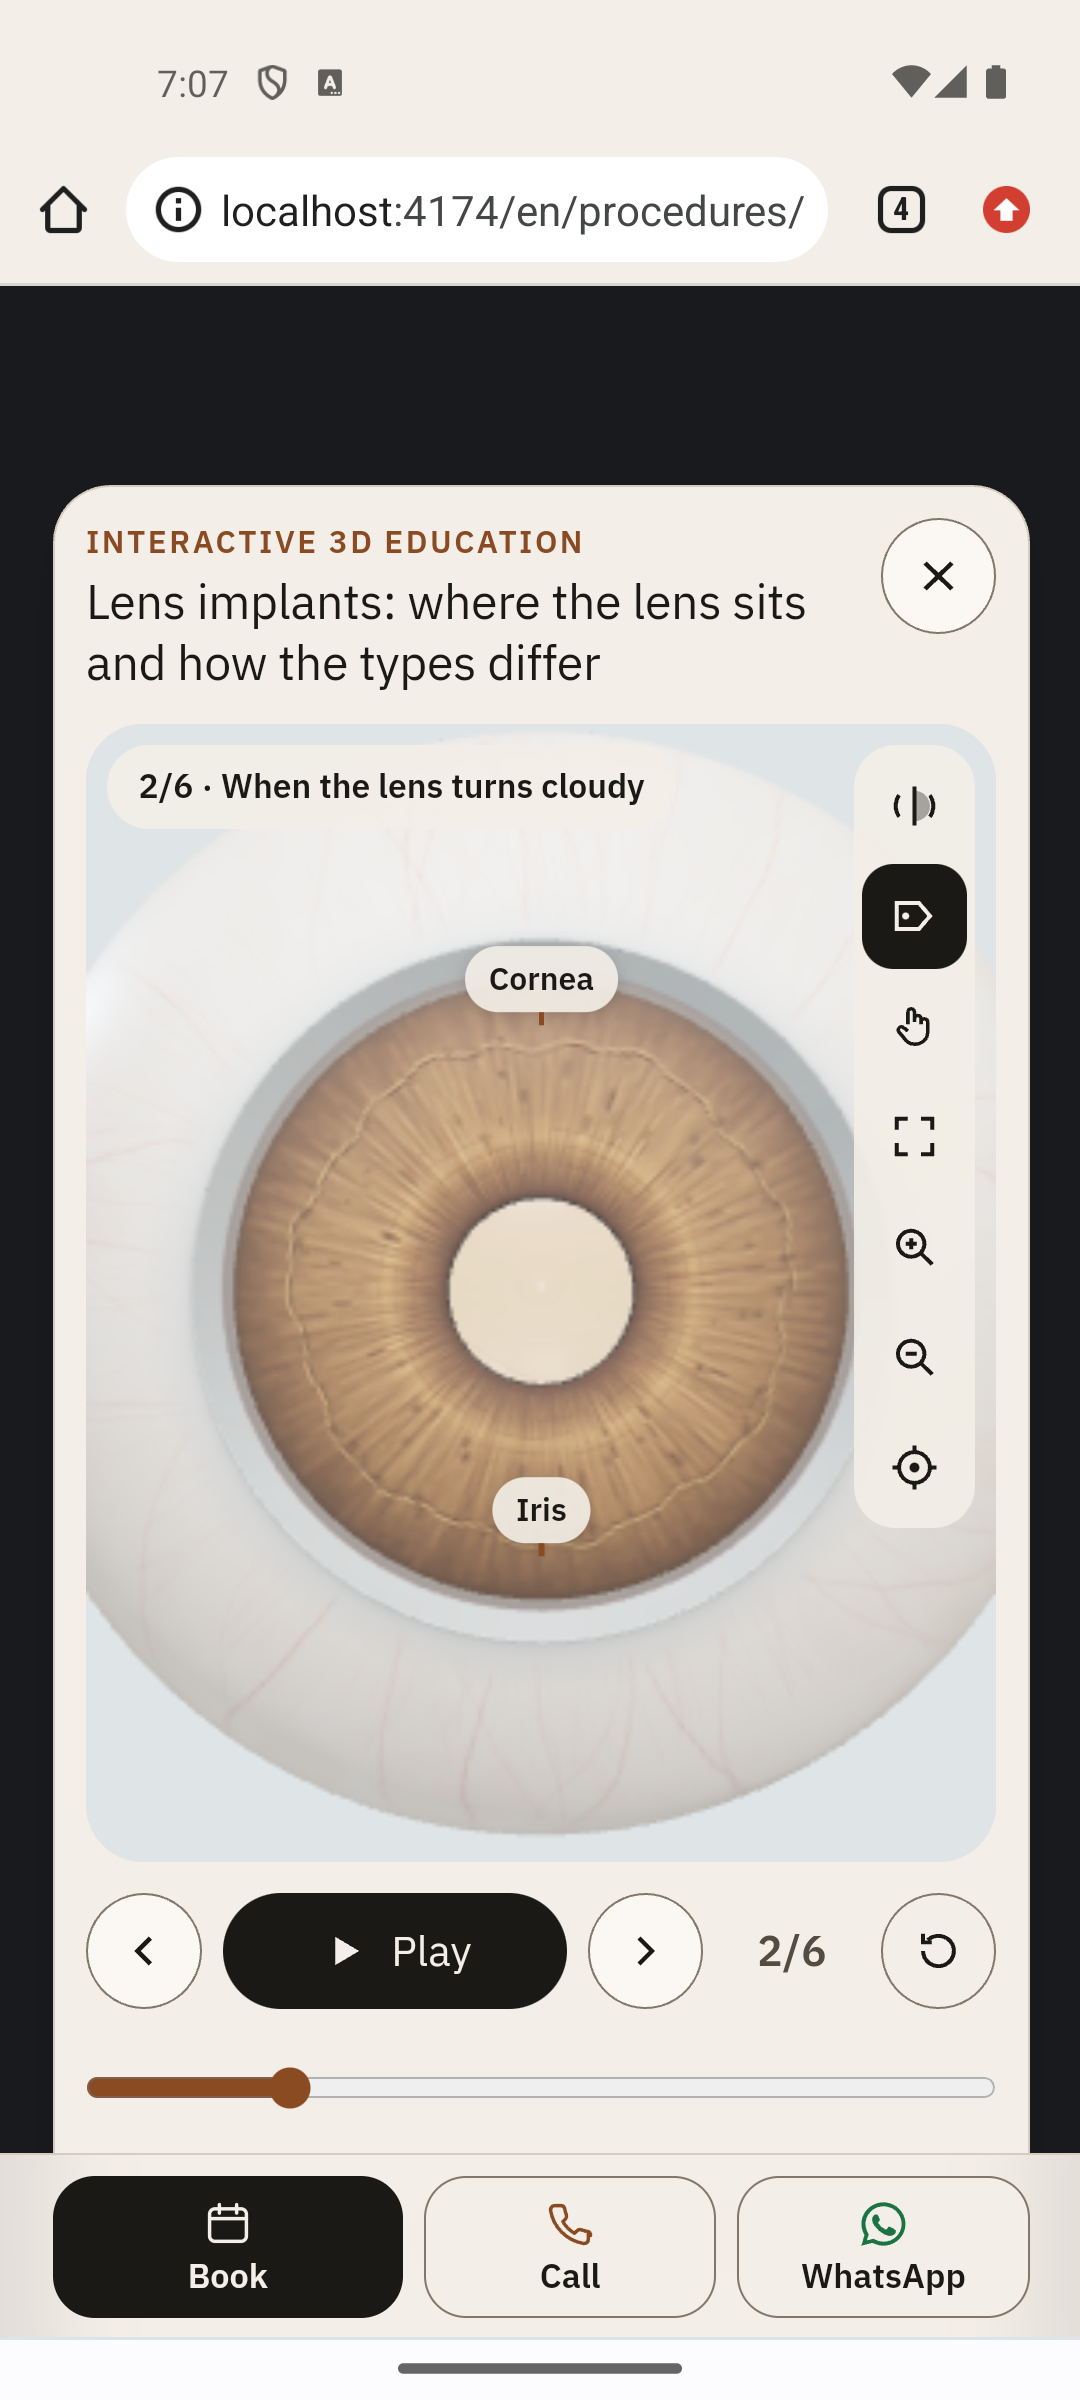 7:07
A
localhost:4174/en/procedures/
4
INTERACTIVE 3D EDUCATION
Lens implants: where the lens sits
and how the types differ
2/6 · When the lens turns cloudy
Cornea
Iris
Play
2/6
Book
Call
WhatsApp